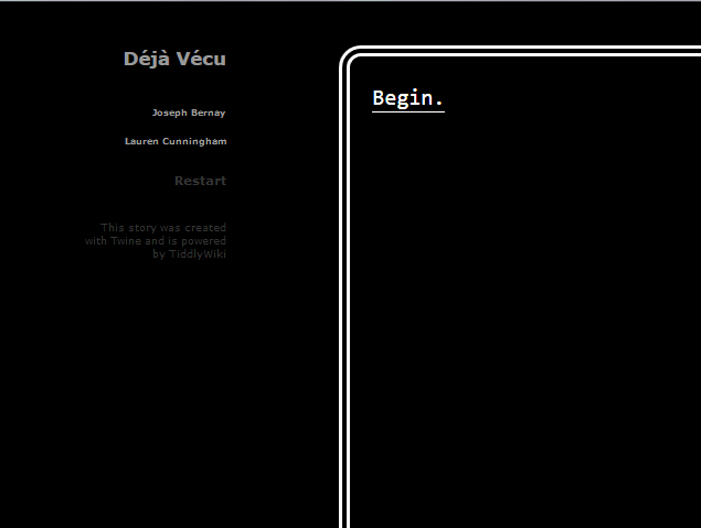 Déjà Vécu
Joseph Bernay
Lauren Cunningham
Restart
This story was created
with Twine and is powered
by TiddlyWiki
Begin.